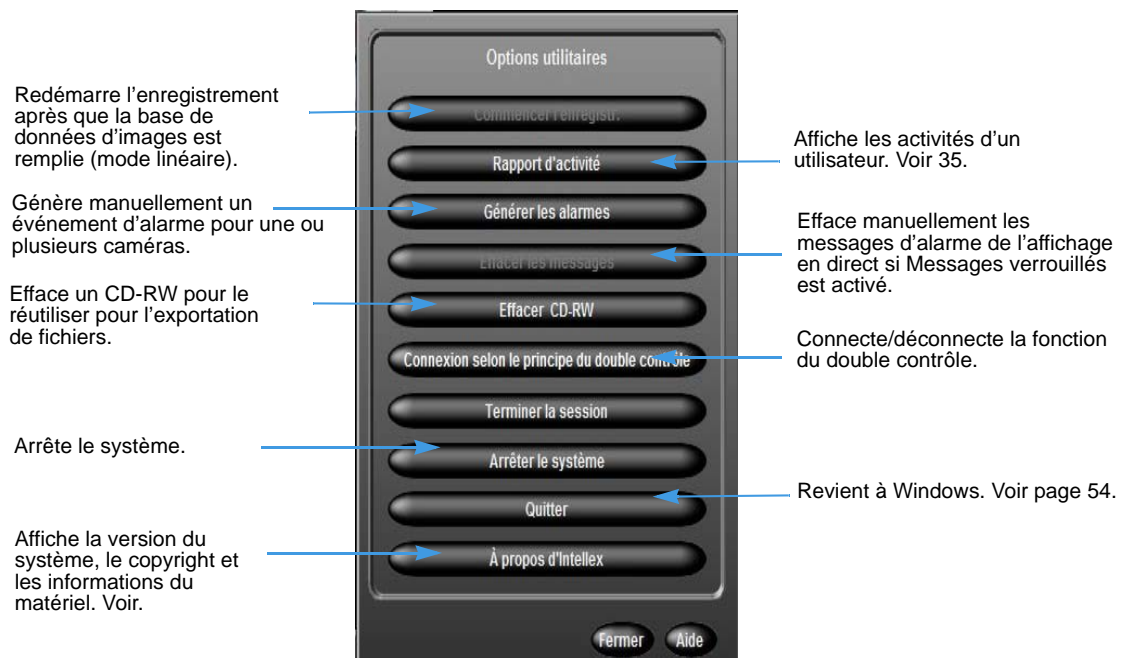 Options utilitaires
Redémarre l'enregistrement
après que la base de
données d'images est
remplie (mode linéaire).
Commencer l'enregistr.
Rapport d'activité
Affiche les activités d'un
utilisateur. Voir 35.
Génère manuellement un
événement d'alarme pour une ou
plusieurs caméras.
Générer les alarmes
Effacer les messages
Efface manuellement les
messages d'alarme de l'affichage
en direct si Messages verrouillés
est activé.
Efface un CD-RW pour le
réutiliser pour l'exportation
de fichiers.
Effacer CD-RW
Connexion selon le principe du double contrôle
Connecte/déconnecte la fonction
du double contrôle.
Terminer la session
Arrête le système.
Arrêter le système
Quitter
Revient à Windows. Voir page 54.
Affiche la version du
système, le copyright et
les informations du
matériel. Voir.
À propos d'Intellex
Fermer
Aide